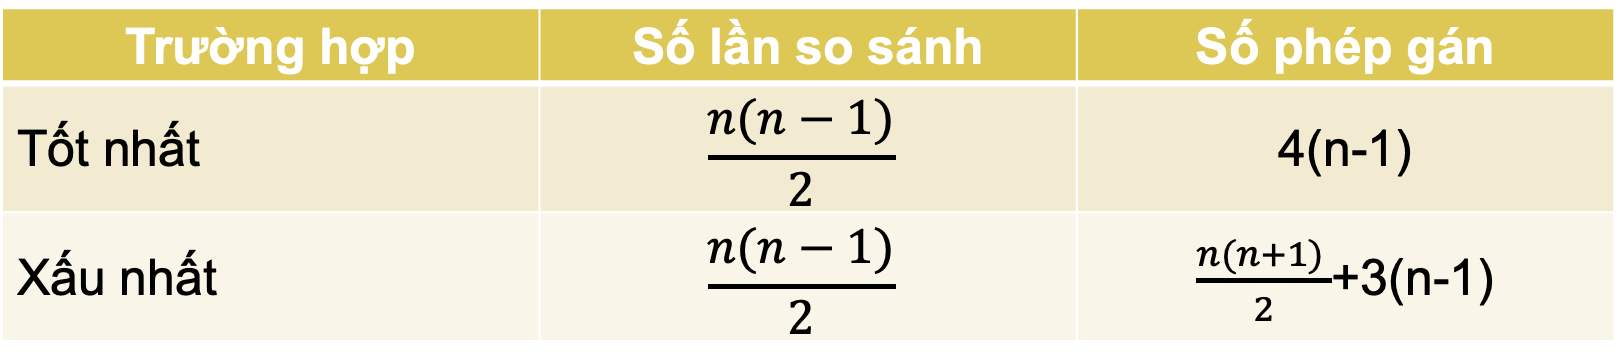 Trường hợp Số lần so sánh Số phép gán
Tốt nhất n(n − 1)/2 4(n-1)
Xấu nhất n(n − 1)/2 n(n+1)/2+3(n-1)